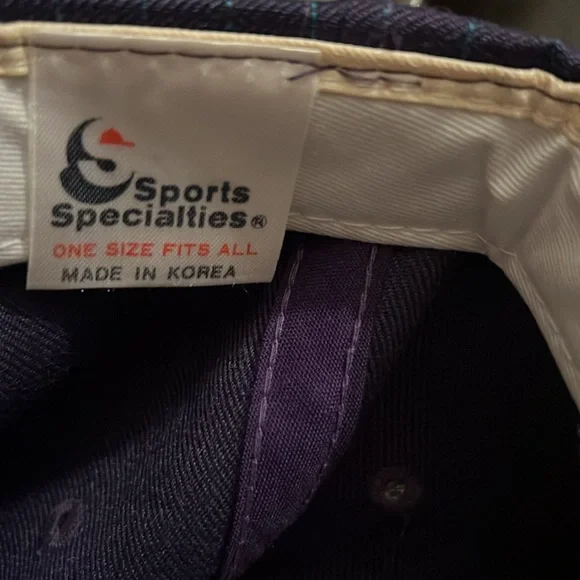 Sports
Specialties®
ONE SIZE FITS ALL
MADE IN KOREA